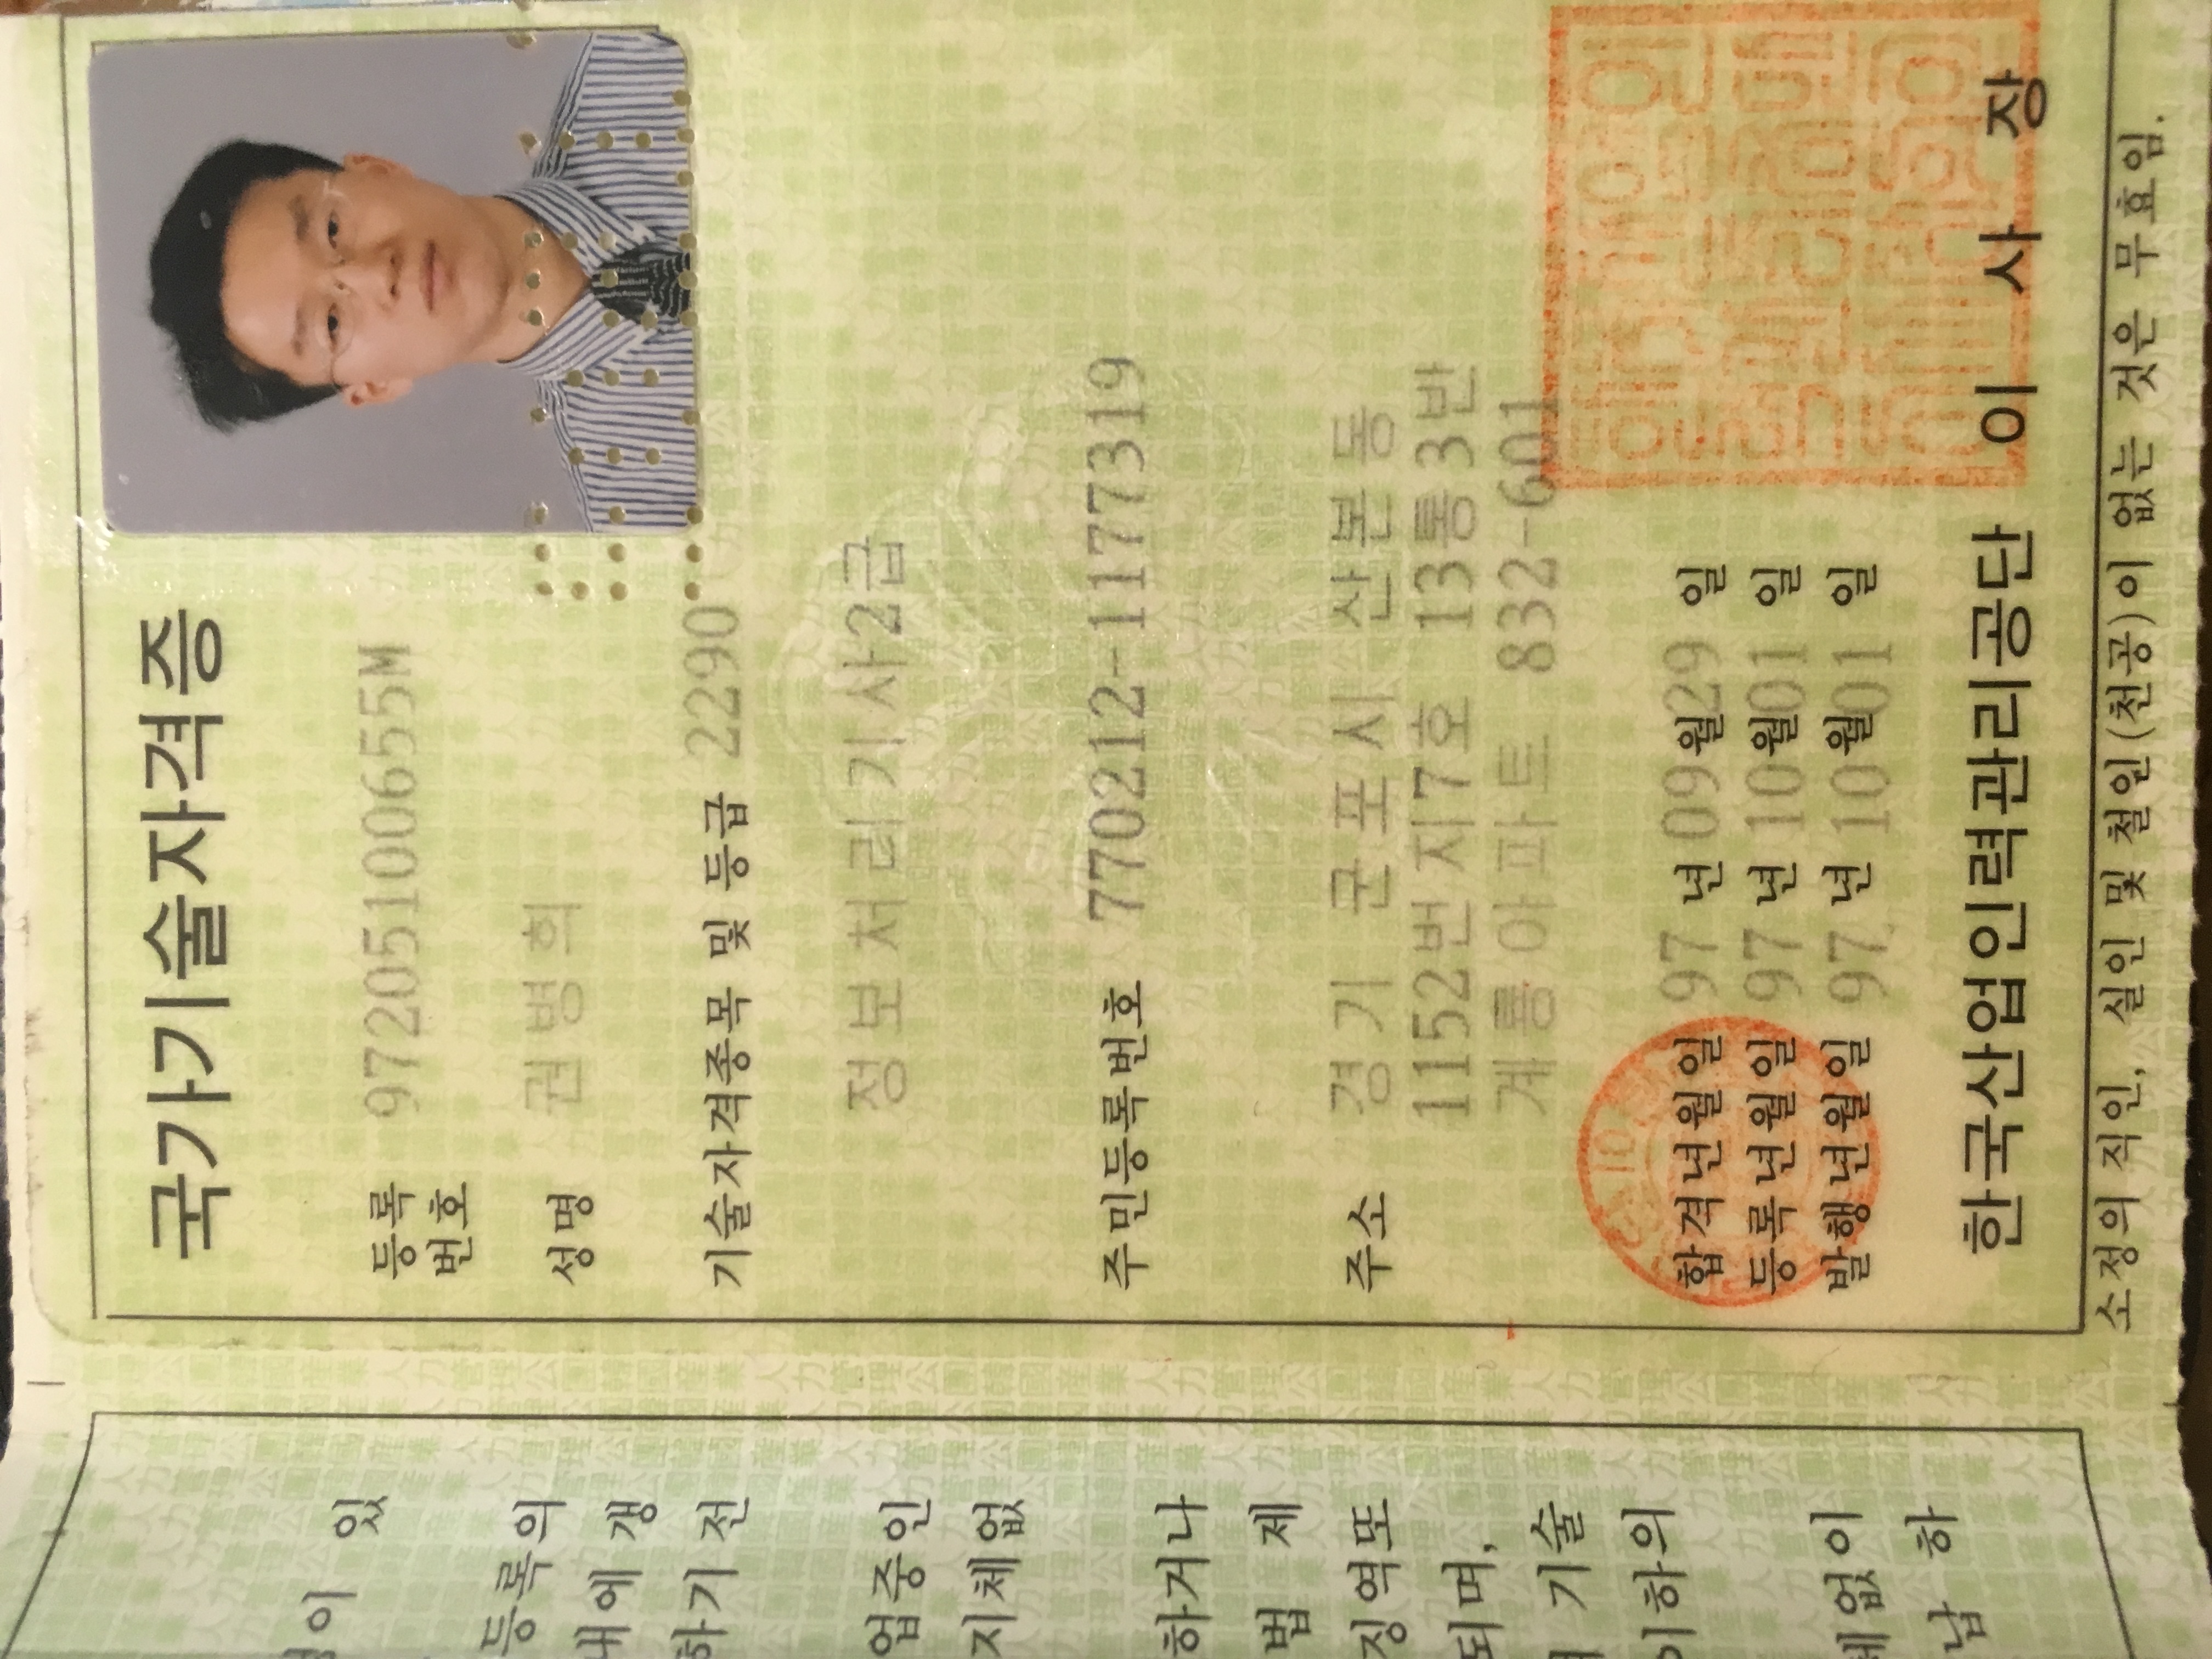 국가기술자격증
등록번호 97205100655M
성명 권병희
기술자격종목 및 등급 2290
정보처리기사2급
주민등록번호 770212-1177319
주소 경기 군포시 산본동
1152번지7호 13통3반
계룡아파트 832-601
합격년월일 97 년 09 월 29 일
등록년월일 97 년 10 월 01 일
발행년월일 97 년 10 월 01 일
한국산업인력관리공단 이 사 장
소정의 직인, 실인 및 철인(천공)이 없는 것은 무효임.
이 있
등록의
내에 갱
하기 전
업중인
지체없
하거나
법 제
징역또
되며,
기술
이하의
체없이
납 하